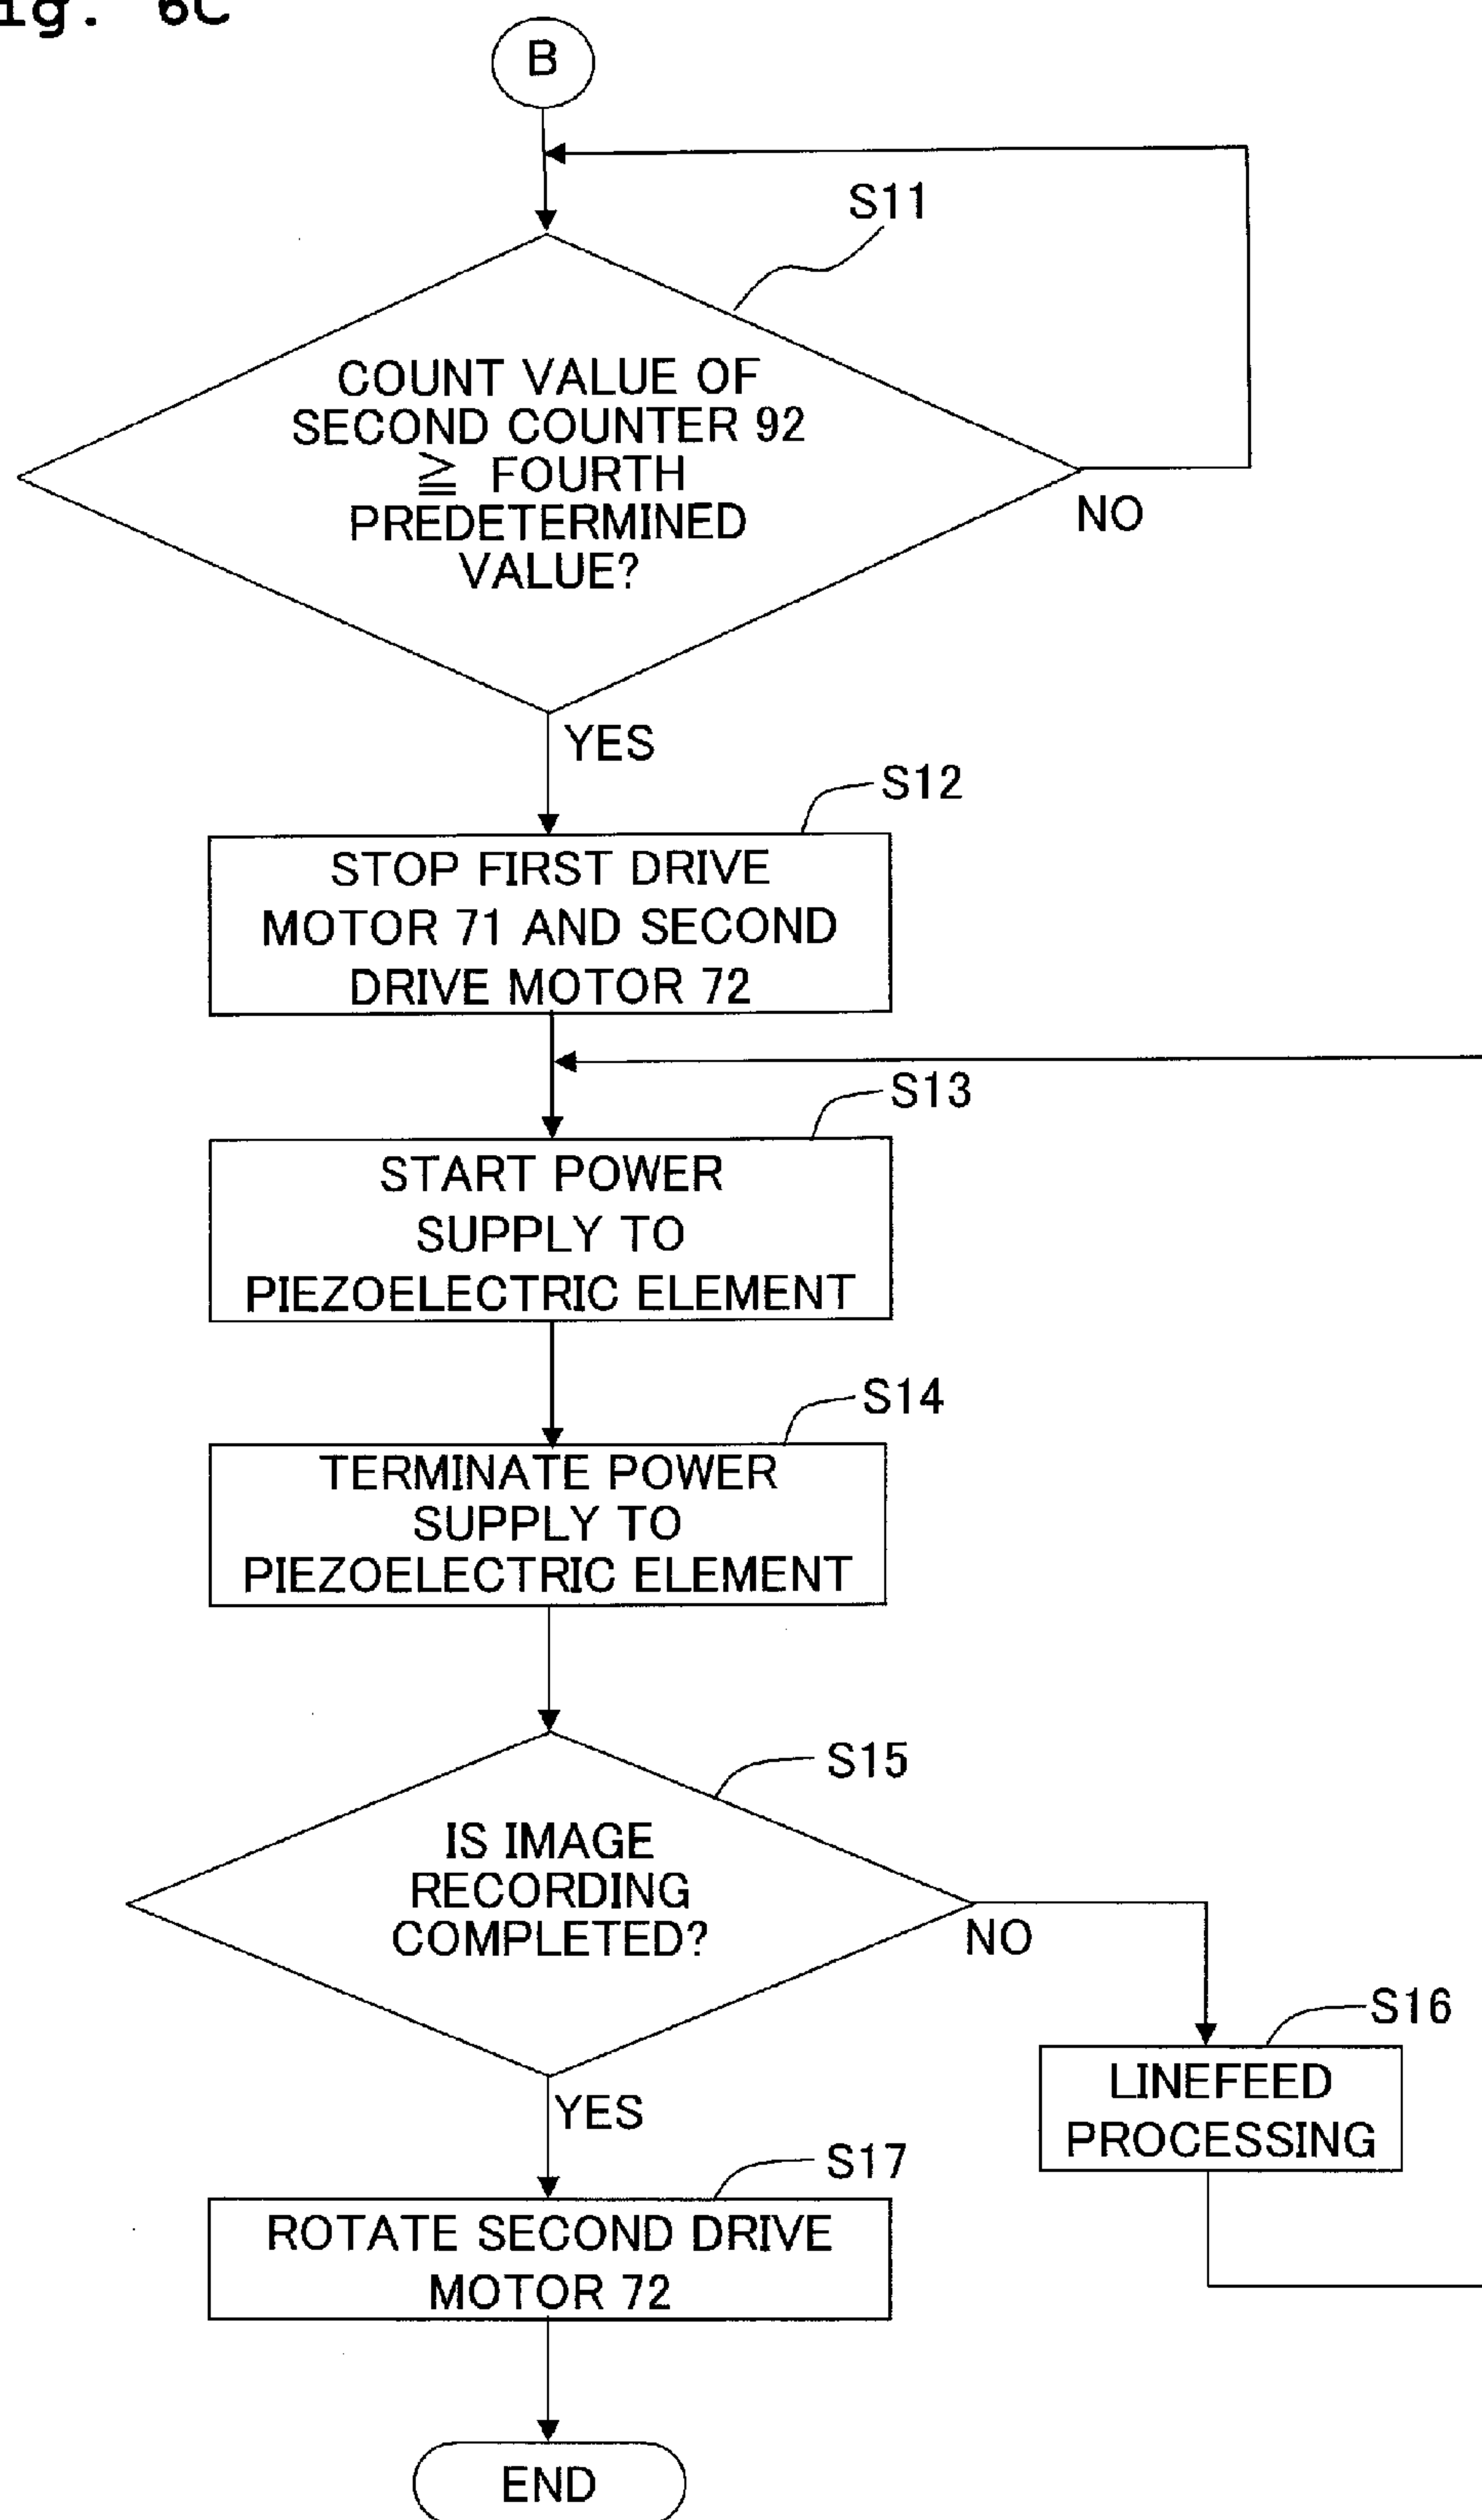 ig. 6C
B
S11
COUNT VALUE OF
SECOND COUNTER 92
≧ FOURTH
PREDETERMINED
VALUE?
NO
YES
S12
STOP FIRST DRIVE
MOTOR 71 AND SECOND
DRIVE MOTOR 72
S13
START POWER
SUPPLY TO
PIEZOELECTRIC ELEMENT
S14
TERMINATE POWER
SUPPLY TO
PIEZOELECTRIC ELEMENT
S15
IS IMAGE
RECORDING
COMPLETED?
NO
S16
LINEFEED
PROCESSING
YES
S17
ROTATE SECOND DRIVE
MOTOR 72
END